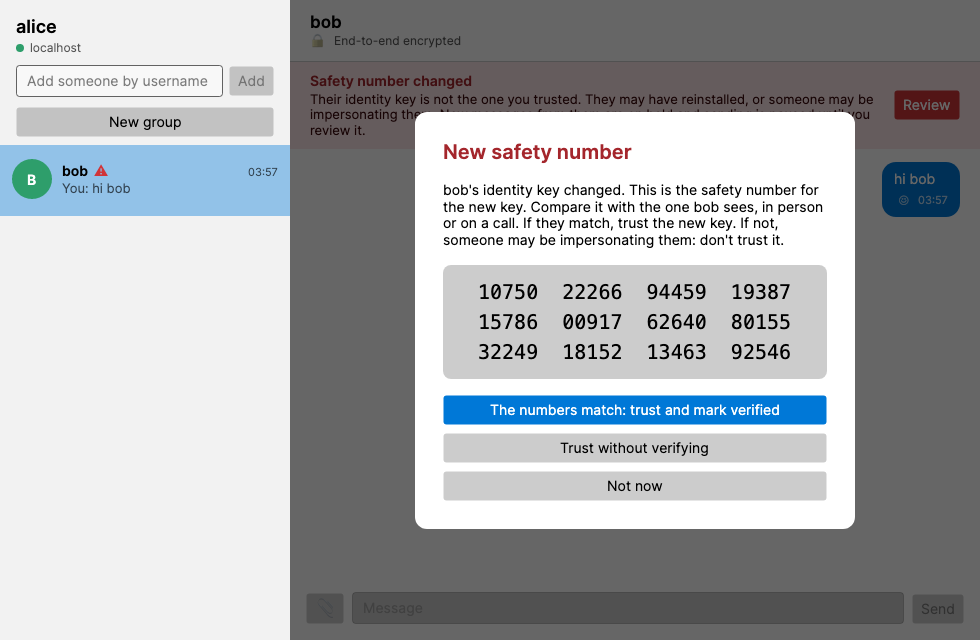 alice
localhost
Add someone by username
Add
New group
B
bob
03:57
You: hi bob
bob
End-to-end encrypted
Safety number changed
Their identity key is not the one you trusted. They may have reinstalled, or someone may be
impersonating
you
review it.
Review
hi bob
03:57
New safety number
bob's identity key changed. This is the safety number for
the new key. Compare it with the one bob sees, in person
or on a call. If they match, trust the new key. If not,
someone may be impersonating them: don't trust it.
10750 22266 94459 19387
15786 00917 62640 80155
32249 18152 13463 92546
The numbers match: trust and mark verified
Trust without verifying
Not now
Message
Send